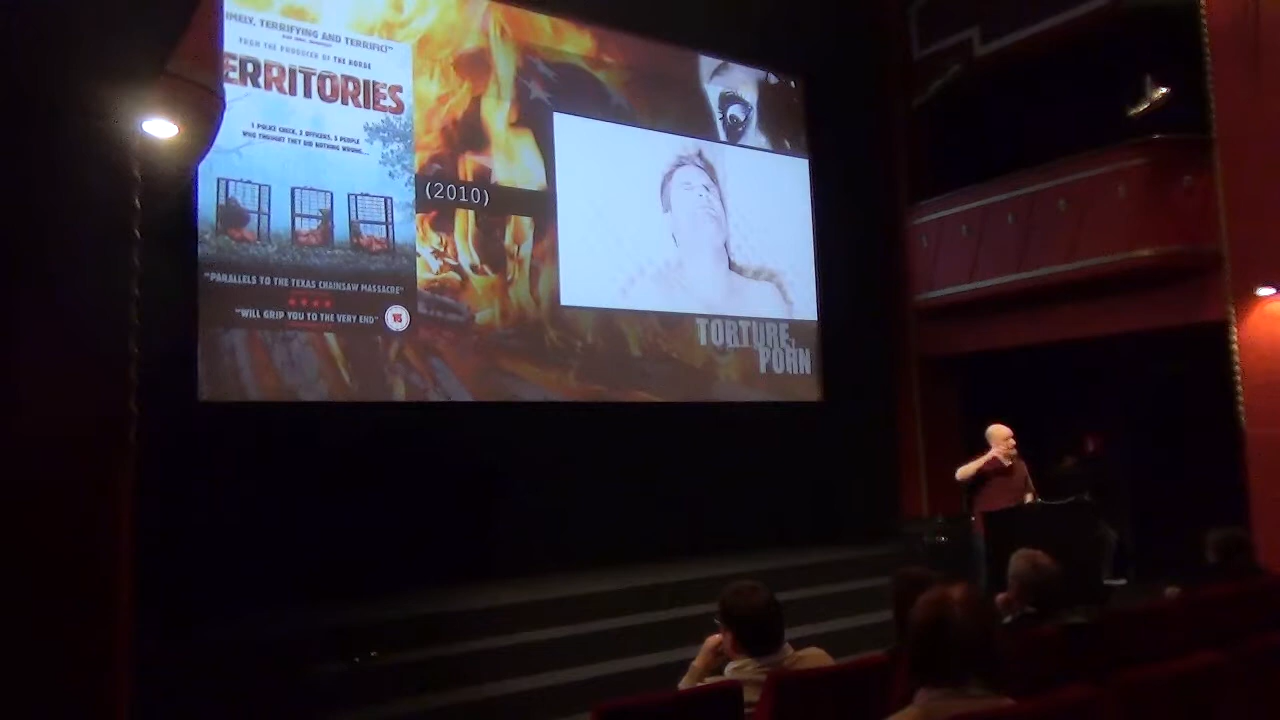 IMELY, TERRIFYING AND TERRIFIC!"
FROM THE PRODUCER OF THE HORDE
ERRITORIES
1 POLICE CHECK, 2 OFFICERS, 5 PEOPLE
WHO THOUGHT THEY DID NOTHING WRONG...
(2010)
"PARALLELS TO THE TEXAS CHAINSAW MASSACRE"
"WILL GRIP YOU TO THE VERY END"
15
TORTURE
PORN